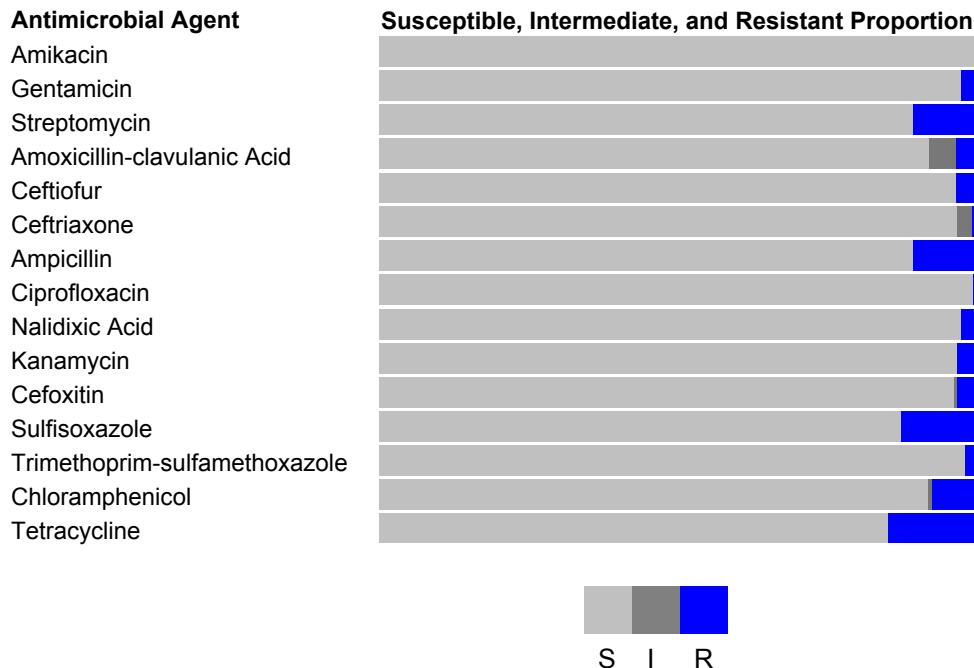 Antimicrobial Agent Susceptible, Intermediate, and Resistant Proportion
Amikacin
Gentamicin
Streptomycin
Amoxicillin-clavulanic Acid
Ceftiofur
Ceftriaxone
Ampicillin
Ciprofloxacin
Nalidixic Acid
Kanamycin
Cefoxitin
Sulfisoxazole
Trimethoprim-sulfamethoxazole
Chloramphenicol
Tetracycline
S I R